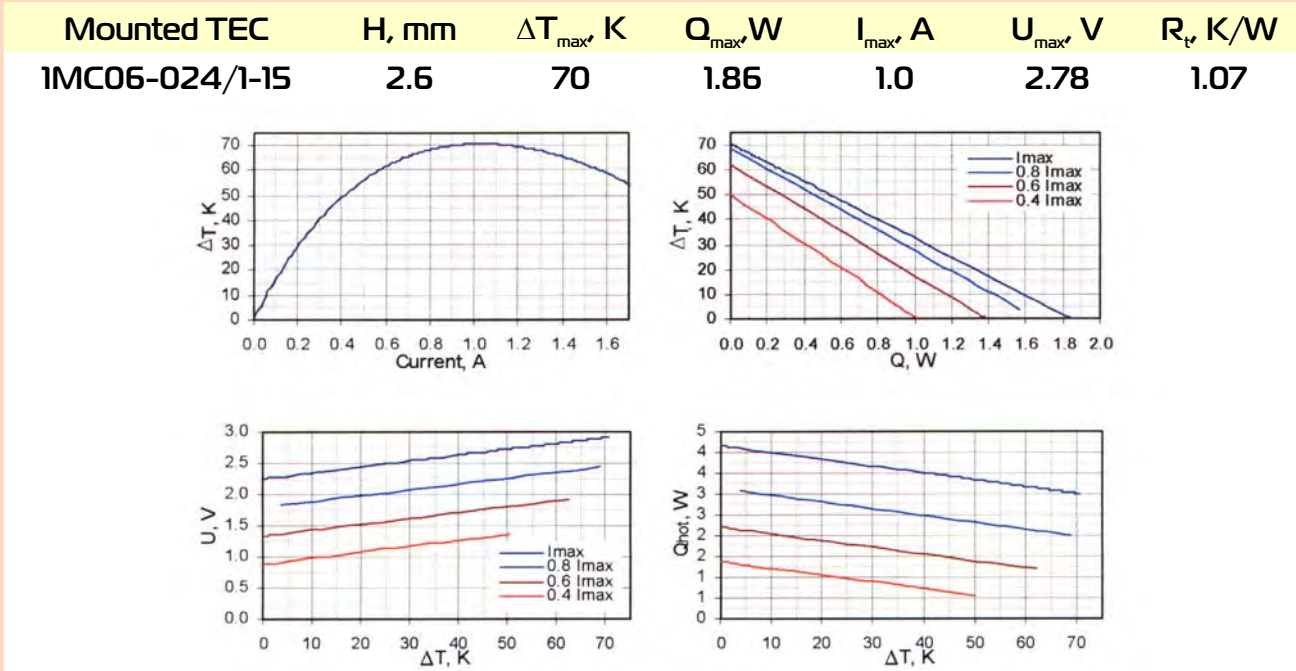 Mounted TEC H, mm ΔTmax, K Qmax, W Imax, A Umax, V Rt, K/W
1MC06-024/1-15 2.6 70 1.86 1.0 2.78 1.07
ΔT, K
70
60
50
40
30
20
10
0
0.0 0.2 0.4 0.6 0.8 1.0 1.2 1.4 1.6
Current, A
ΔT, K
70
60
50
40
30
20
10
0
Imax
0.8 Imax
0.6 Imax
0.4 Imax
0.0 0.2 0.4 0.6 0.8 1.0 1.2 1.4 1.6 1.8 2.0
Q, W
U, V
3.0
2.5
2.0
1.5
1.0
0.5
0.0
Imax
0.8 Imax
0.6 Imax
0.4 Imax
0 10 20 30 40 50 60 70
ΔT, K
Qhot, W
5
4
4
3
3
2
2
1
1
0
0 10 20 30 40 50 60 70
ΔT, K